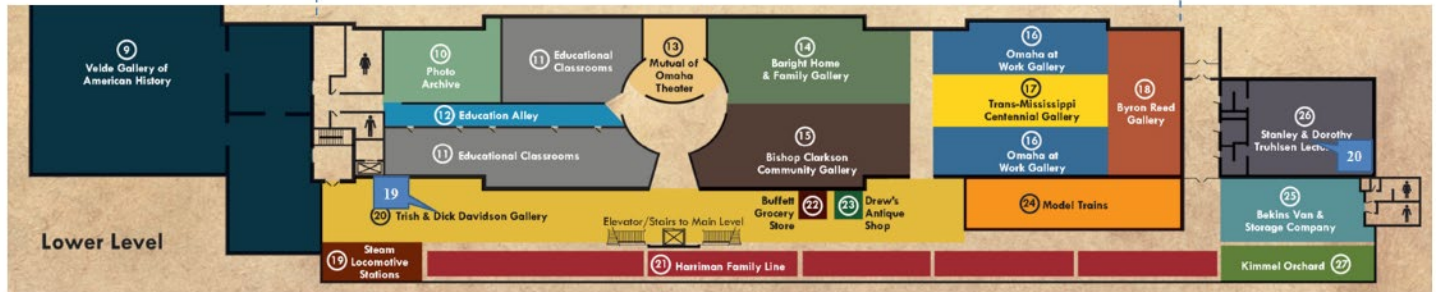 9
Velde Gallery of
American History
10
Photo
Archive
11 Educational
Classrooms
12 Education Alley
11 Educational Classrooms
13
Mutual of
Omaha
Theater
14
Baright Home
& Family Gallery
15
Bishop Clarkson
Community Gallery
16
Omaha at
Work Gallery
17
Trans-Mississippi
Centennial Gallery
16
Omaha at
Work Gallery
18
Byron Reed
Gallery
26
Stanley & Dorothy
Truhlsen
20
19
20 Trish & Dick Davidson Gallery
Elevator/Stairs to Main Level
Buffett
Grocery
Store
22
23
Drew's
Antique
Shop
24 Model Trains
25
Bekins Van &
Storage Company
Lower Level
19 Steam
Locomotive
Stations
21 Harriman Family Line
Kimmel Orchard 27